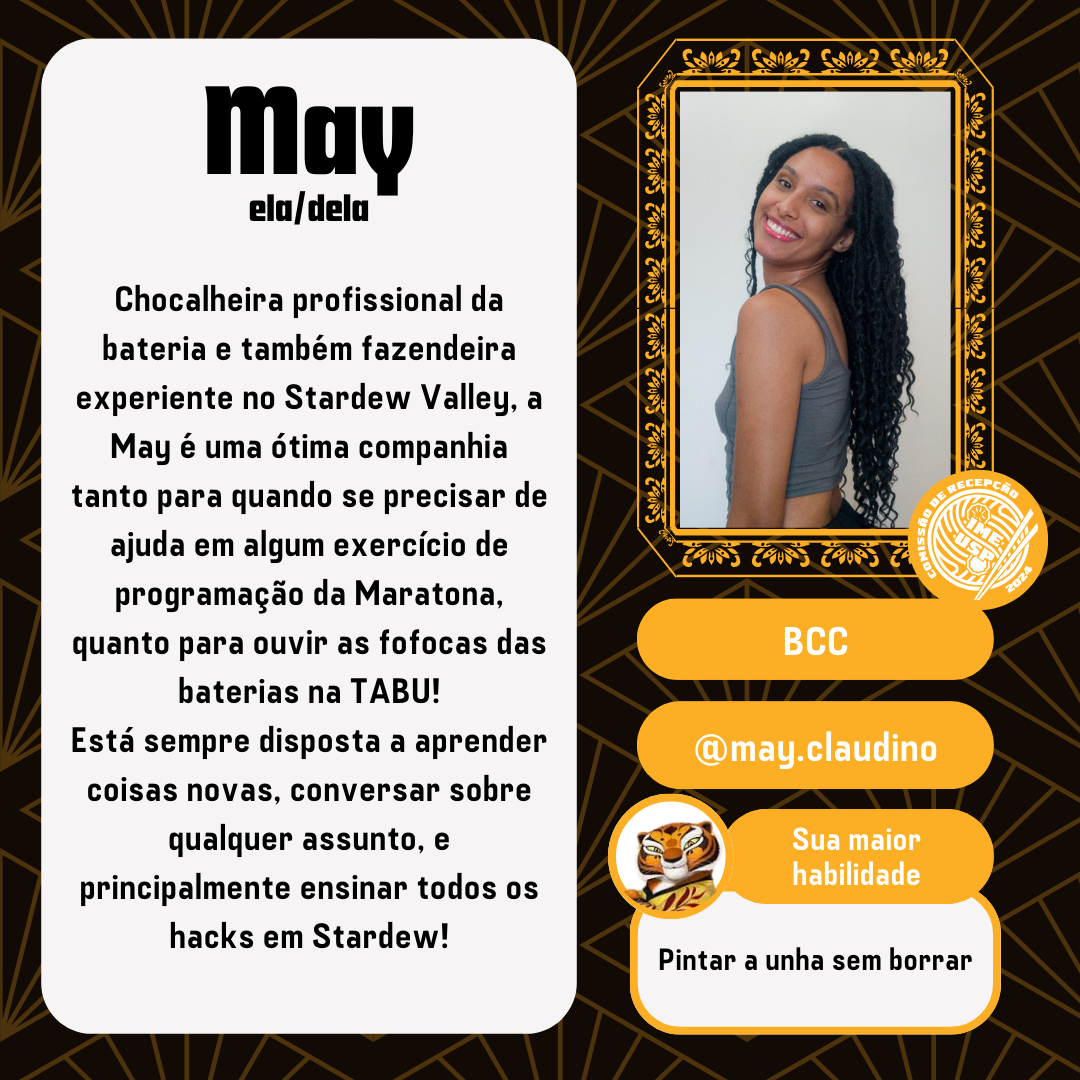 May
ela/dela
Chocalheira profissional da
bateria e também fazendeira
experiente no Stardew Valley, a
May é uma ótima companhia
tanto para quando se precisar de
ajuda em algum exercício de
programação da Maratona,
quanto para ouvir as fofocas das
baterias na TABU!
Está sempre disposta a aprender
coisas novas, conversar sobre
qualquer assunto, e
principalmente ensinar todos os
hacks em Stardew!
COMISSÃO DE RECEPÇÃO
IME
USP
2024
BCC
@may.claudino
Sua maior
habilidade
Pintar a unha sem borrar